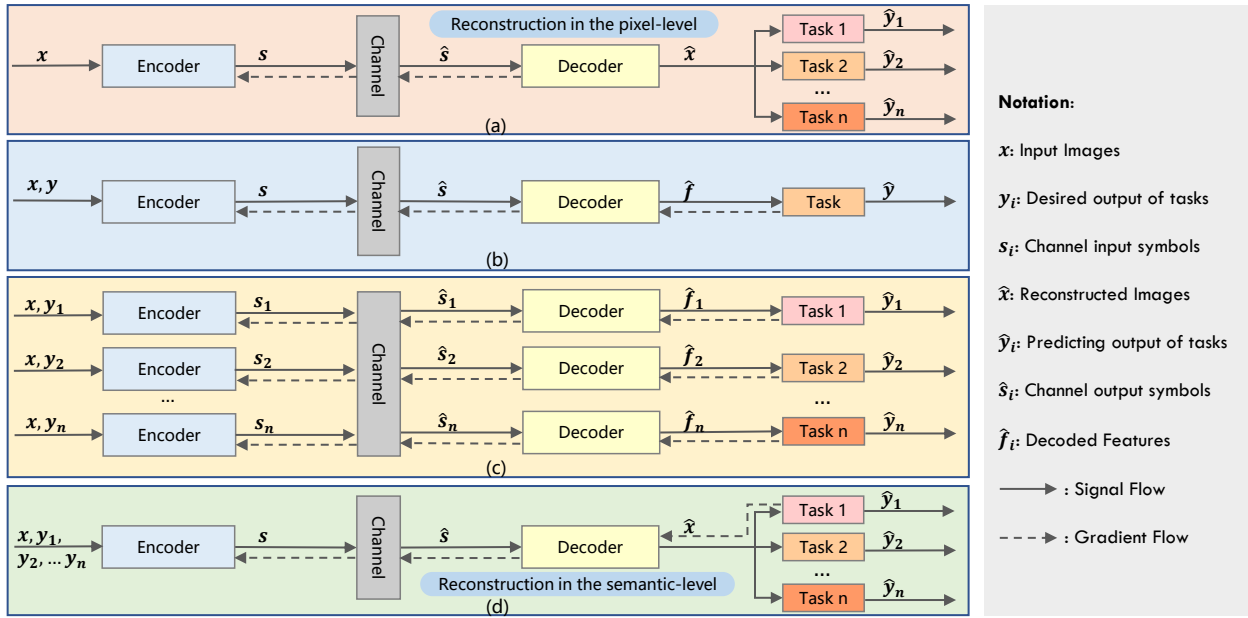 Reconstruction in the pixel-level
x
Encoder
s
Channel
ŝ
Decoder
x̂
Task 1
ŷ₁
Task 2
ŷ₂
...
Task n
ŷₙ
(a)
x, y
Encoder
s
Channel
ŝ
Decoder
f̂
Task
ŷ
(b)
x, y₁
Encoder
s₁
Channel
ŝ₁
Decoder
f̂₁
Task 1
ŷ₁
x, y₂
Encoder
s₂
ŝ₂
Decoder
f̂₂
Task 2
ŷ₂
...
...
x, yₙ
Encoder
sₙ
ŝₙ
Decoder
f̂ₙ
Task n
ŷₙ
(c)
x, y₁,
y₂, ... yₙ
Encoder
s
Channel
ŝ
Decoder
x̂
Task 1
ŷ₁
Task 2
ŷ₂
...
Task n
ŷₙ
Reconstruction in the semantic-level
(d)
Notation:
x: Input Images
yᵢ: Desired output of tasks
sᵢ: Channel input symbols
x̂: Reconstructed Images
ŷᵢ: Predicting output of tasks
ŝᵢ: Channel output symbols
f̂ᵢ: Decoded Features
: Signal Flow
: Gradient Flow